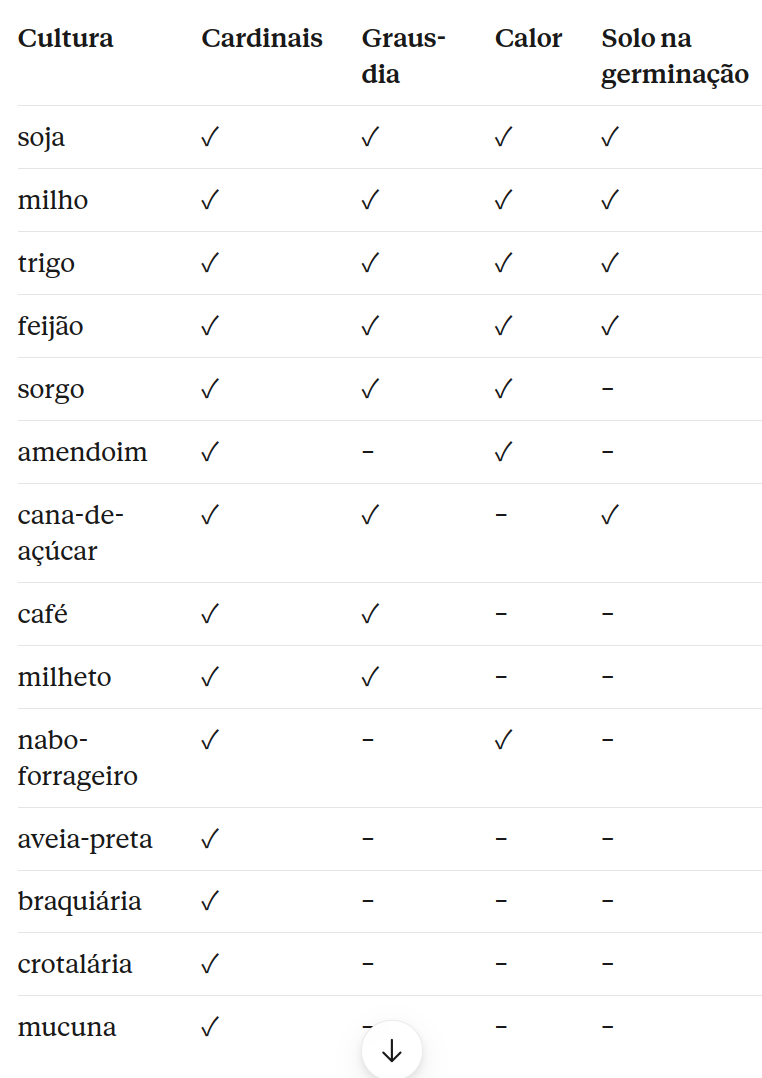 Cultura Cardinais Graus- Calor Solo na
dia germinação
soja ✓ ✓ ✓ ✓
milho ✓ ✓ ✓ ✓
trigo ✓ ✓ ✓ ✓
feijão ✓ ✓ ✓ ✓
sorgo ✓ ✓ ✓ –
amendoim ✓ – ✓ –
cana-de- ✓ ✓ – ✓
açúcar
café ✓ ✓ – –
milheto ✓ ✓ – –
nabo- ✓ – ✓ –
forrageiro
aveia-preta ✓ – – –
braquiária ✓ – – –
crotalária ✓ – – –
mucuna ✓ – – –